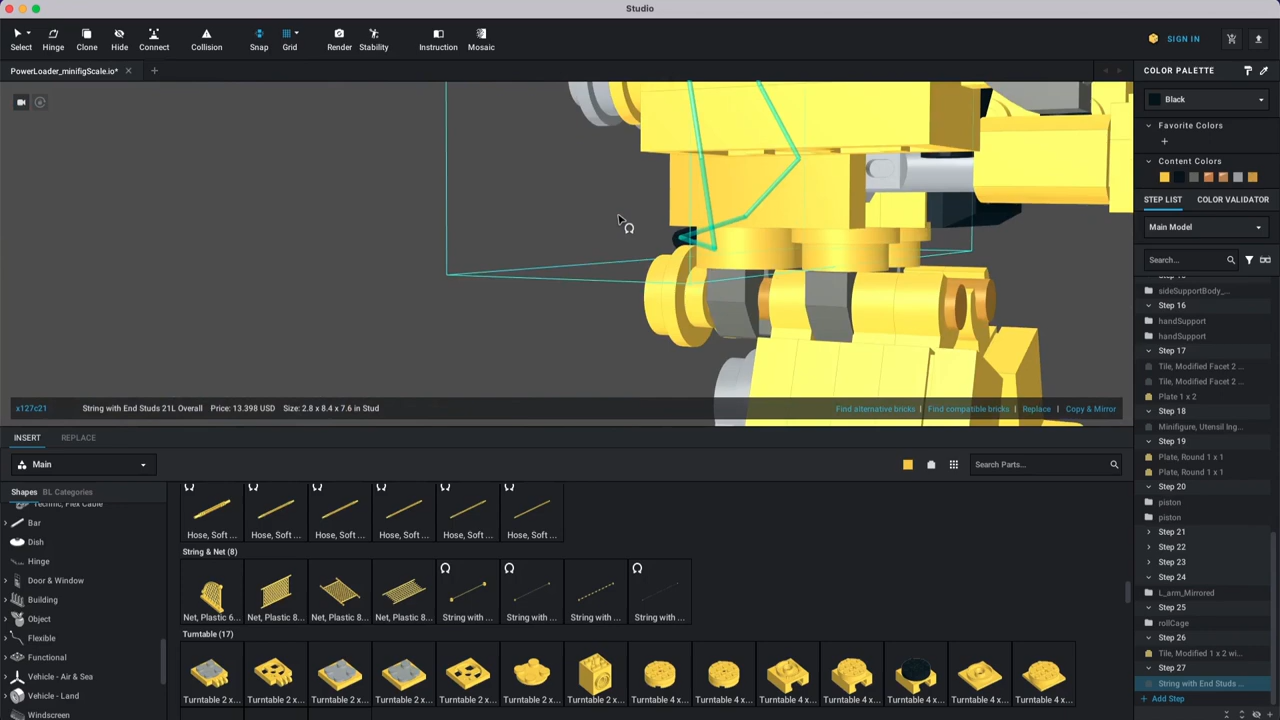 Studio
Select
Hinge
Clone
Hide
Connect
Collision
Snap
Grid
Render
Stability
Instruction
Mosaic
SIGN IN
PowerLoader_minifigScale.io*
COLOR PALETTE
Black
Favorite Colors
Content Colors
STEP LIST
COLOR VALIDATOR
Main Model
Search...
sideSupportBody_...
Step 16
handSupport
handSupport
Step 17
Tile, Modified Facet 2 ...
Tile, Modified Facet 2 ...
Plate 1 x 2
Step 18
Minifigure, Utensil Ing...
Step 19
Plate, Round 1 x 1
Plate, Round 1 x 1
Step 20
piston
piston
Step 21
Step 22
Step 23
Step 24
L_arm_Mirrored
Step 25
rollCage
Step 26
Tile, Modified 1 x 2 wi...
Step 27
String with End Studs ...
+ Add Step
x127c21 String with End Studs 21L Overall Price: 13.398 USD Size: 2.8 x 8.4 x 7.6 in Stud
Find alternative bricks | Find compatible bricks | Replace | Copy & Mirror
INSERT REPLACE
Main
Search Parts...
Shapes BL Categories
Technic, Flex Cable
Bar
Dish
Hinge
Door & Window
Building
Object
Flexible
Functional
Vehicle - Air & Sea
Vehicle - Land
Windscreen
Hose, Soft ... Hose, Soft ... Hose, Soft ... Hose, Soft ... Hose, Soft ... Hose, Soft ...
String & Net (8)
Net, Plastic 6... Net, Plastic 8... Net, Plastic 8... Net, Plastic 8... String with ... String with ... String with ... String with ...
Turntable (17)
Turntable 2 x... Turntable 2 x... Turntable 2 x... Turntable 2 x... Turntable 2 x... Turntable 2 x... Turntable 2 x... Turntable 4 x... Turntable 4 x... Turntable 4 x... Turntable 4 x... Turntable 4 x... Turntable 4 x... Turntable 4 x...